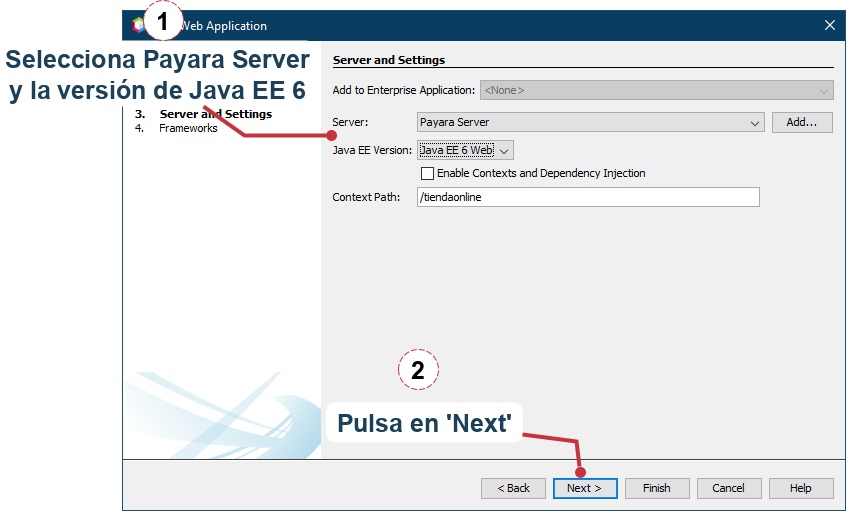 1
Web Application
Selecciona Payara Server
y la versión de Java EE 6
3. Server and Settings
4. Frameworks
Server and Settings
Add to Enterprise Application: <None>
Server: Payara Server Add...
Java EE Version: Java EE 6 Web
Enable Contexts and Dependency Injection
Context Path: /tiendaonline
2
Pulsa en 'Next'
< Back Next > Finish Cancel Help